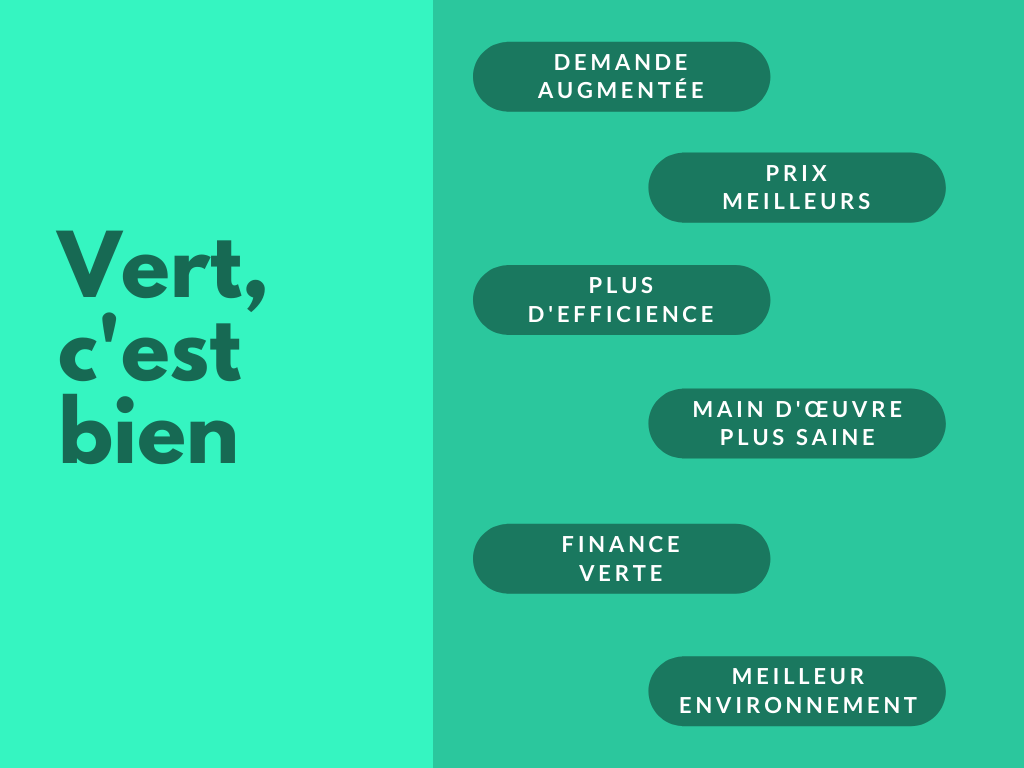 Vert,
c'est
bien
DEMANDE
AUGMENTÉE
PRIX
MEILLEURS
PLUS
D'EFFICIENCE
MAIN D'ŒUVRE
PLUS SAINE
FINANCE
VERTE
MEILLEUR
ENVIRONNEMENT